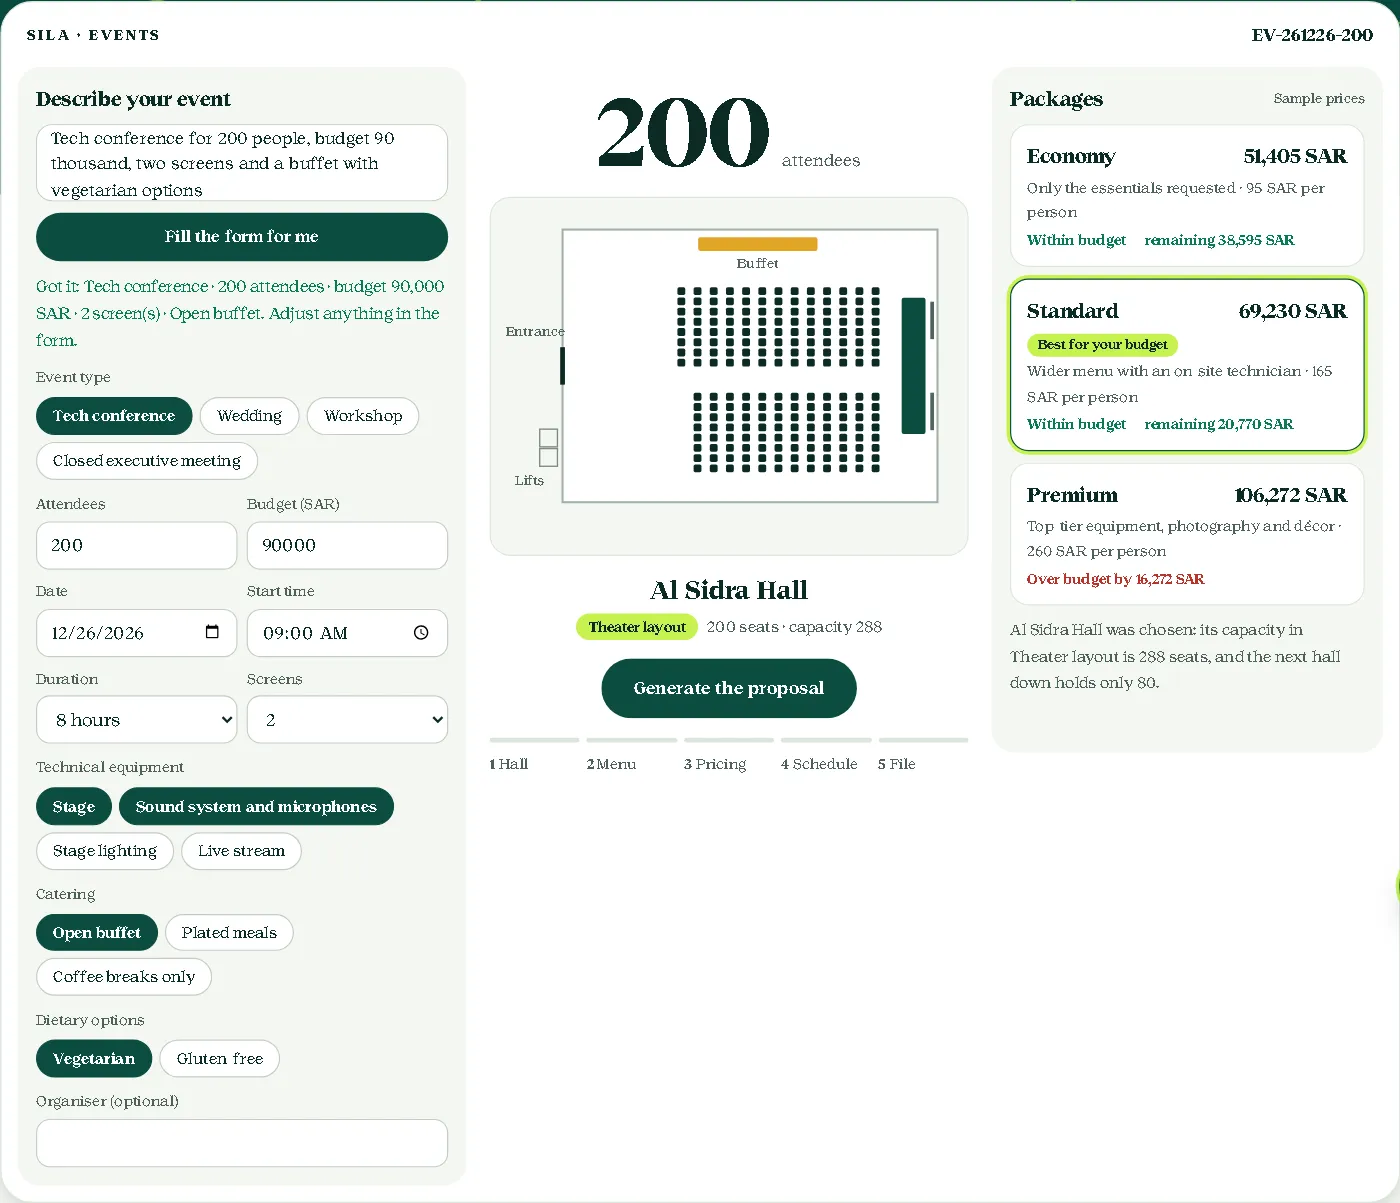 SILA · EVENTS
EV-261226-200
Describe your event
Tech conference for 200 people, budget 90
thousand, two screens and a buffet with
vegetarian options
Fill the form for me
Got it: Tech conference · 200 attendees · budget 90,000
SAR · 2 screen(s) · Open buffet. Adjust anything in the
form.
Event type
Tech conference
Wedding
Workshop
Closed executive meeting
Attendees
Budget (SAR)
200
90000
Date
Start time
12/26/2026
09:00 AM
Duration
Screens
8 hours
2
Technical equipment
Stage
Sound system and microphones
Stage lighting
Live stream
Catering
Open buffet
Plated meals
Coffee breaks only
Dietary options
Vegetarian
Gluten free
Organiser (optional)
200 attendees
Buffet
Entrance
Lifts
Al Sidra Hall
Theater layout
200 seats · capacity 288
Generate the proposal
1 Hall
2 Menu
3 Pricing
4 Schedule
5 File
Packages
Sample prices
Economy
51,405 SAR
Only the essentials requested · 95 SAR per
person
Within budget
remaining 38,595 SAR
Standard
69,230 SAR
Best for your budget
Wider menu with an on site technician · 165
SAR per person
Within budget
remaining 20,770 SAR
Premium
106,272 SAR
Top tier equipment, photography and décor ·
260 SAR per person
Over budget by 16,272 SAR
Al Sidra Hall was chosen: its capacity in
Theater layout is 288 seats, and the next hall
down holds only 80.